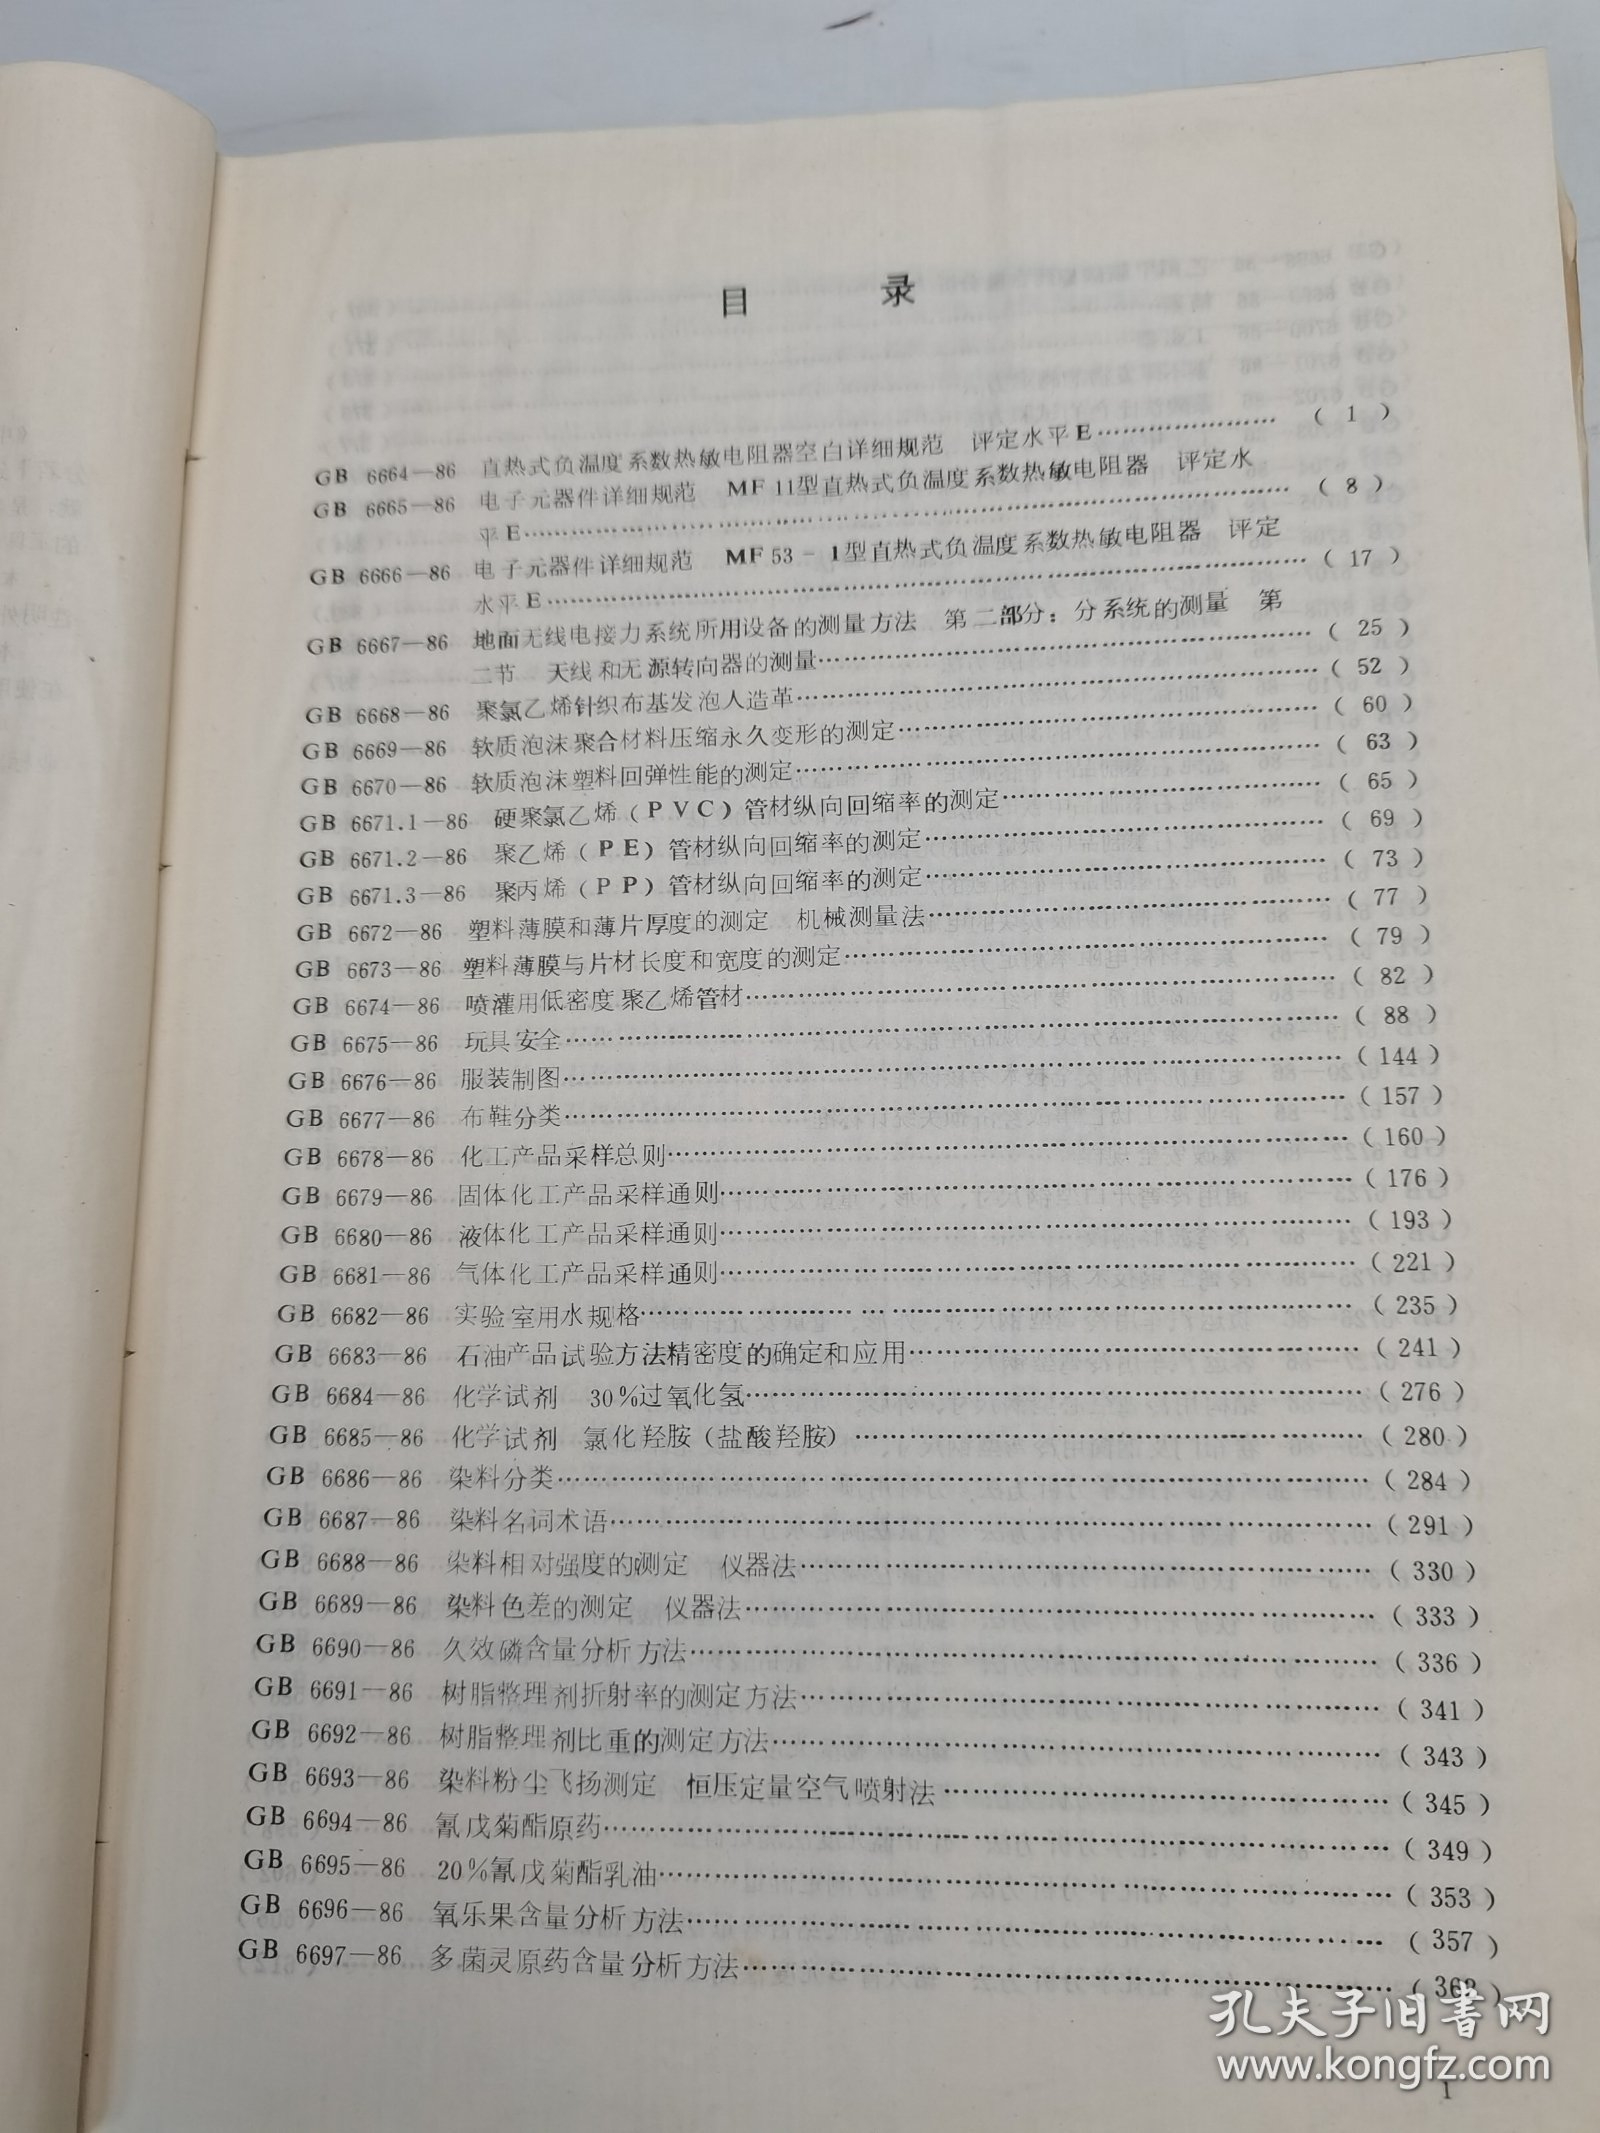 目 录
GB 6664—86 直热式负温度系数热敏电阻器空白详细规范 评定水平E…………………( 1 )
GB 6665—86 电子元器件详细规范 MF 11型直热式负温度系数热敏电阻器 评定水
平E……………………………………………( 8 )
GB 6666—86 电子元器件详细规范 MF 53-1型直热式负温度系数热敏电阻器 评定
水平E……………………………………………( 17 )
GB 6667—86 地面无线电接力系统所用设备的测量方法 第二部分：分系统的测量 第
二节 天线和无源转向器的测量……………………………( 25 )
GB 6668—86 聚氯乙烯针织布基发泡人造革……………………………( 52 )
GB 6669—86 软质泡沫聚合材料压缩永久变形的测定……………………( 60 )
GB 6670—86 软质泡沫塑料回弹性能的测定……………………………( 63 )
GB 6671.1—86 硬聚氯乙烯（PVC）管材纵向回缩率的测定…………………( 65 )
GB 6671.2—86 聚乙烯（PE）管材纵向回缩率的测定……………………( 69 )
GB 6671.3—86 聚丙烯（PP）管材纵向回缩率的测定……………………( 73 )
GB 6672—86 塑料薄膜和薄片厚度的测定 机械测量法……………………( 77 )
GB 6673—86 塑料薄膜与片材长度和宽度的测定…………………………( 79 )
GB 6674—86 喷灌用低密度聚乙烯管材………………………………( 82 )
GB 6675—86 玩具安全……………………………………………( 88 )
GB 6676—86 服装制图……………………………………………( 144 )
GB 6677—86 布鞋分类……………………………………………( 157 )
GB 6678—86 化工产品采样总则……………………………………( 160 )
GB 6679—86 固体化工产品采样通则…………………………………( 176 )
GB 6680—86 液体化工产品采样通则…………………………………( 193 )
GB 6681—86 气体化工产品采样通则…………………………………( 221 )
GB 6682—86 实验室用水规格………………………………………( 235 )
GB 6683—86 石油产品试验方法精密度的确定和应用……………………( 241 )
GB 6684—86 化学试剂 30%过氧化氢…………………………………( 276 )
GB 6685—86 化学试剂 氯化羟胺（盐酸羟胺）…………………………( 280 )
GB 6686—86 染料分类……………………………………………( 284 )
GB 6687—86 染料名词术语…………………………………………( 291 )
GB 6688—86 染料相对强度的测定 仪器法……………………………( 330 )
GB 6689—86 染料色差的测定 仪器法………………………………( 333 )
GB 6690—86 久效磷含量分析方法……………………………………( 336 )
GB 6691—86 树脂整理剂折射率的测定方法……………………………( 341 )
GB 6692—86 树脂整理剂比重的测定方法………………………………( 343 )
GB 6693—86 染料粉尘飞扬测定 恒压定量空气喷射法……………………( 345 )
GB 6694—86 氰戊菊酯原药…………………………………………( 349 )
GB 6695—86 20%氰戊菊酯乳油………………………………………( 353 )
GB 6696—86 氧乐果含量分析方法……………………………………( 357 )
GB 6697—86 多菌灵原药含量分析方法………………………………
孔夫子旧书网
www.kongfz.com
1